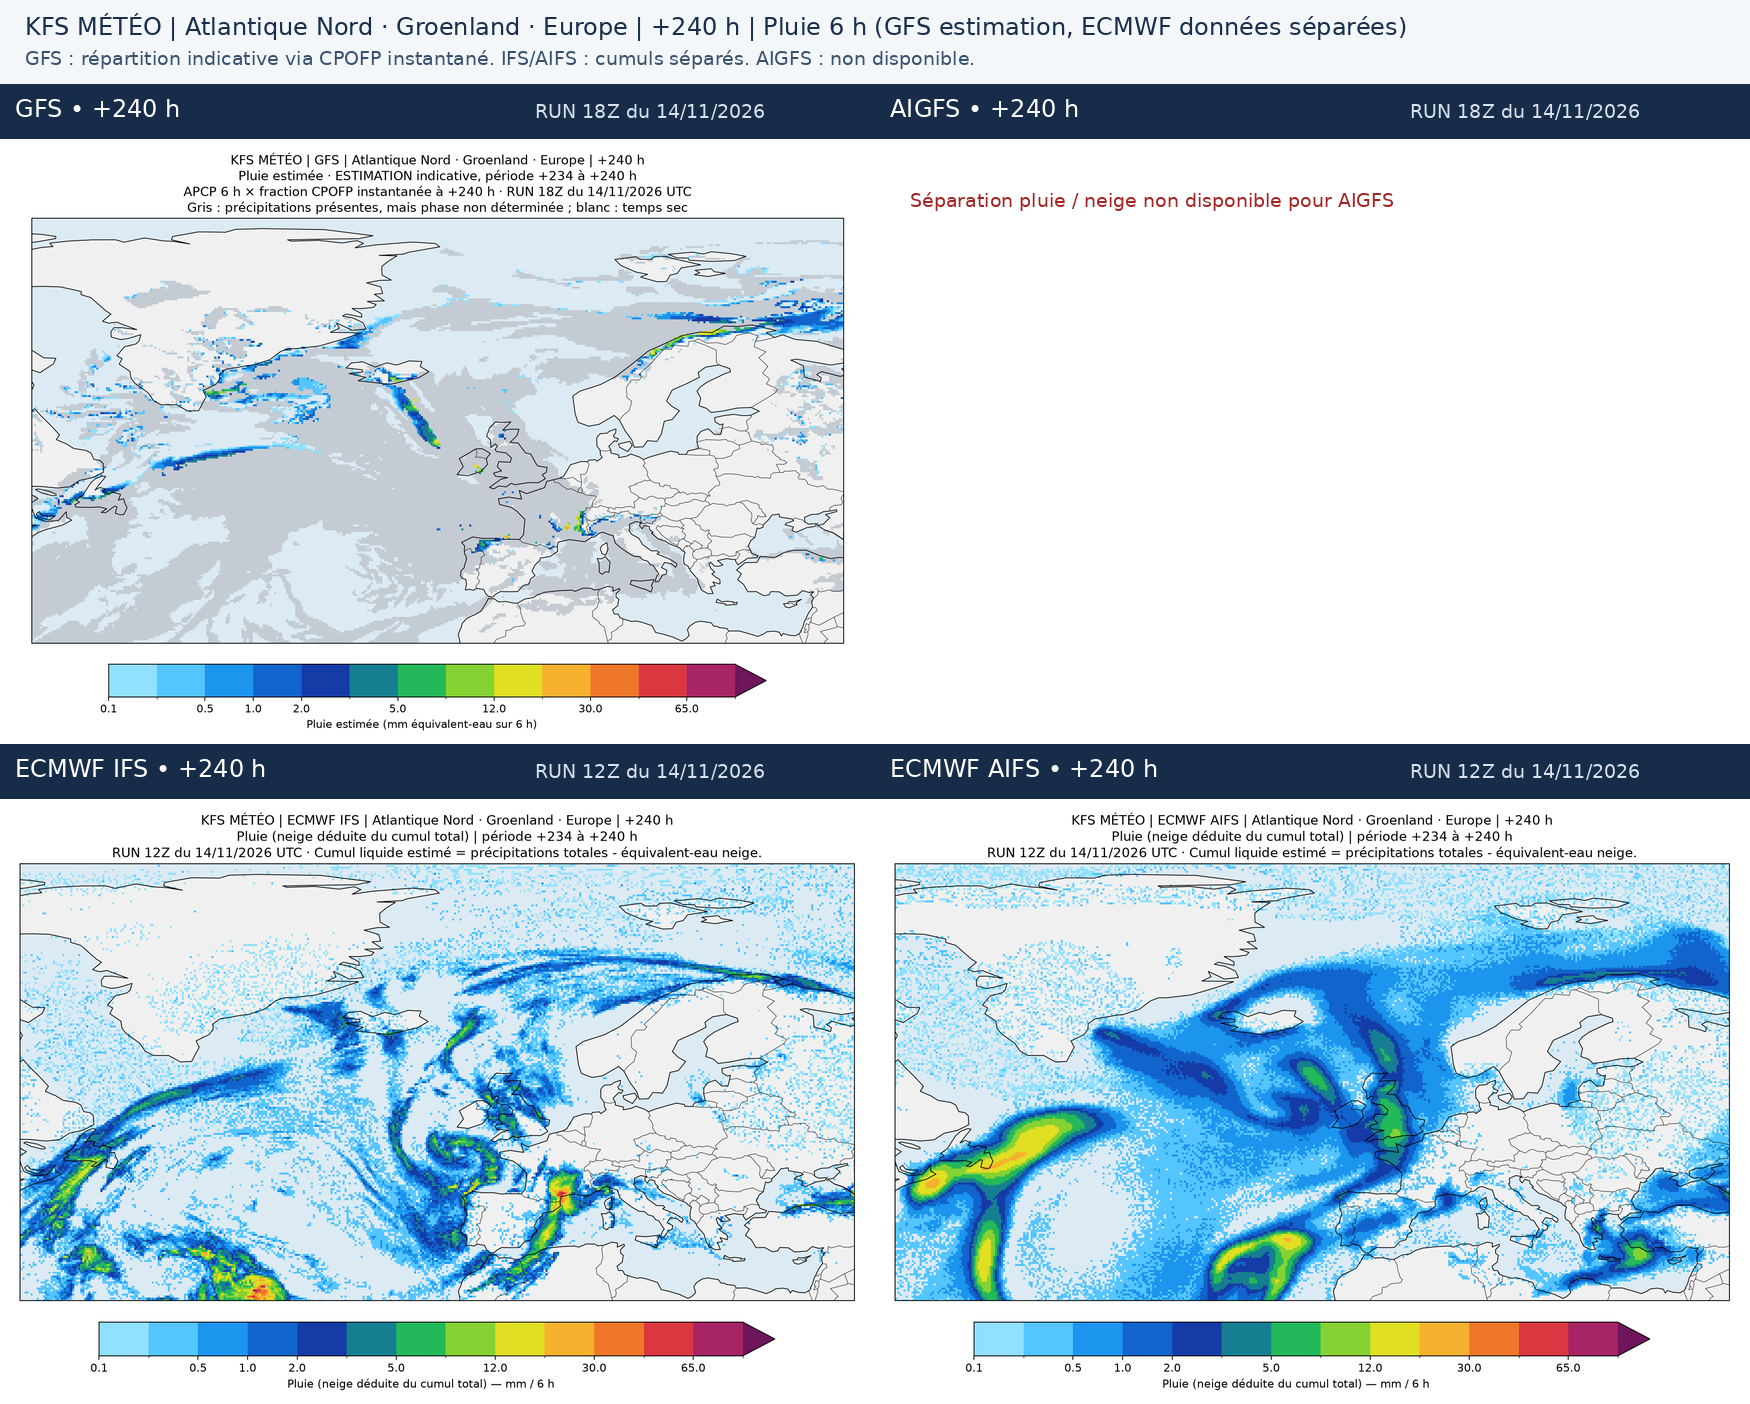 KFS MÉTÉO | Atlantique Nord · Groenland · Europe | +240 h | Pluie 6 h (GFS estimation, ECMWF données séparées)
GFS : répartition indicative via CPOFP instantané. IFS/AIFS : cumuls séparés. AIGFS : non disponible.
GFS • +240 h
RUN 18Z du 14/11/2026
AIGFS • +240 h
RUN 18Z du 14/11/2026
KFS MÉTÉO | GFS | Atlantique Nord · Groenland · Europe | +240 h
Pluie estimée · ESTIMATION indicative, période +234 à +240 h
APCP 6 h × fraction CPOFP instantanée à +240 h · RUN 18Z du 14/11/2026 UTC
Gris : précipitations présentes, mais phase non déterminée ; blanc : temps sec
0.1 0.5 1.0 2.0 5.0 12.0 30.0 65.0
Pluie estimée (mm équivalent-eau sur 6 h)
Séparation pluie / neige non disponible pour AIGFS
ECMWF IFS • +240 h
RUN 12Z du 14/11/2026
ECMWF AIFS • +240 h
RUN 12Z du 14/11/2026
KFS MÉTÉO | ECMWF IFS | Atlantique Nord · Groenland · Europe | +240 h
Pluie (neige déduite du cumul total) | période +234 à +240 h
RUN 12Z du 14/11/2026 UTC · Cumul liquide estimé = précipitations totales - équivalent-eau neige.
0.1 0.5 1.0 2.0 5.0 12.0 30.0 65.0
Pluie (neige déduite du cumul total) — mm / 6 h
KFS MÉTÉO | ECMWF AIFS | Atlantique Nord · Groenland · Europe | +240 h
Pluie (neige déduite du cumul total) | période +234 à +240 h
RUN 12Z du 14/11/2026 UTC · Cumul liquide estimé = précipitations totales - équivalent-eau neige.
0.1 0.5 1.0 2.0 5.0 12.0 30.0 65.0
Pluie (neige déduite du cumul total) — mm / 6 h